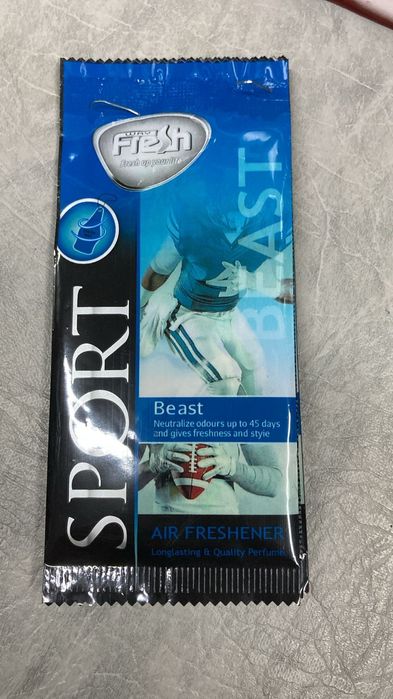 Fresh
Fresh up your life
BEAST
SPORT
Beast
Neutralize odours up to 45 days
and gives freshness and style
AIR FRESHENER
Longlasting & Quality Perfume